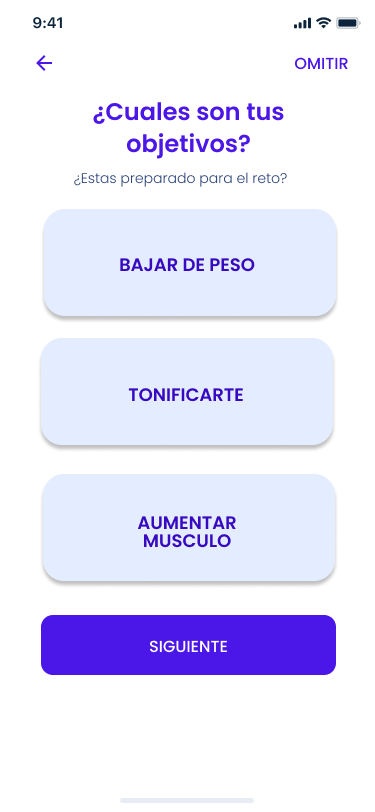 9:41
OMITIR
¿Cuales son tus
objetivos?
¿Estas preparado para el reto?
BAJAR DE PESO
TONIFICARTE
AUMENTAR
MUSCULO
SIGUIENTE